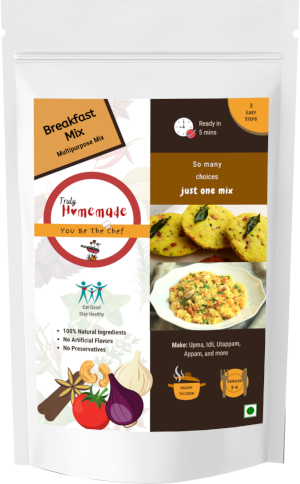 Breakfast
Mix
Multipurpose Mix
Truly
Homemade
You Be The Chef
Eat Good
Stay Healthy
• 100% Natural Ingredients
• No Artificial Flavors
• No Preservatives
3
EASY
STEPS
Ready in
5 mins
So many
choices
just one mix
Make: Upma, Idli, Utappam,
Appam, and more
READY
TO COOK
SERVES
3-4